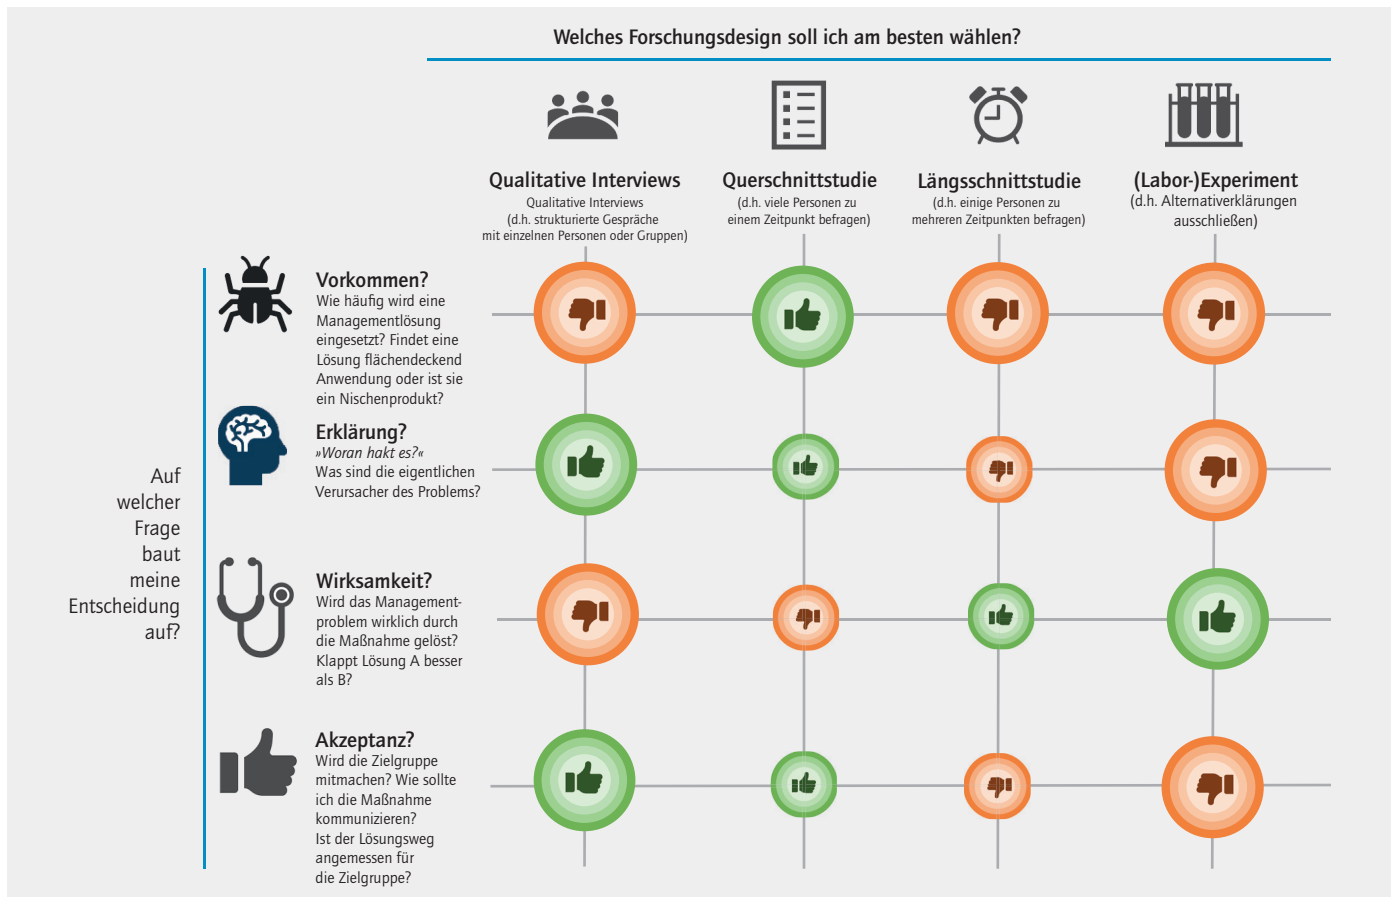 Welches Forschungsdesign soll ich am besten wählen?
Qualitative Interviews
Qualitative Interviews
(d.h. strukturierte Gespräche
mit einzelnen Personen oder Gruppen)
Querschnittstudie
(d.h. viele Personen zu
einem Zeitpunkt befragen)
Längsschnittstudie
(d.h. einige Personen zu
mehreren Zeitpunkten befragen)
(Labor-)Experiment
(d.h. Alternativerklärungen
ausschließen)
Auf
welcher
Frage
baut
meine
Entscheidung
auf?
Vorkommen?
Wie häufig wird eine
Managementlösung
eingesetzt? Findet eine
Lösung flächendeckend
Anwendung oder ist sie
ein Nischenprodukt?
Erklärung?
»Woran hakt es?«
Was sind die eigentlichen
Verursacher des Problems?
Wirksamkeit?
Wird das Management-
problem wirklich durch
die Maßnahme gelöst?
Klappt Lösung A besser
als B?
Akzeptanz?
Wird die Zielgruppe
mitmachen? Wie sollte
ich die Maßnahme
kommunizieren?
Ist der Lösungsweg
angemessen für
die Zielgruppe?